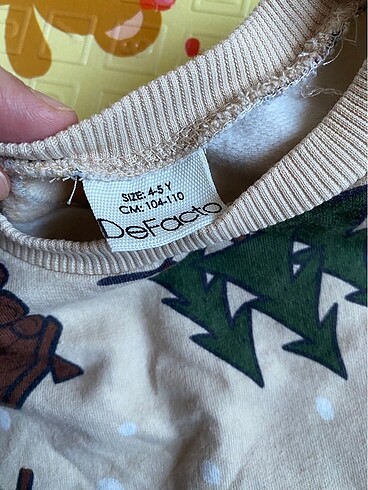 SIZE: 4-5 Y
CM: 104-110
DeFacto